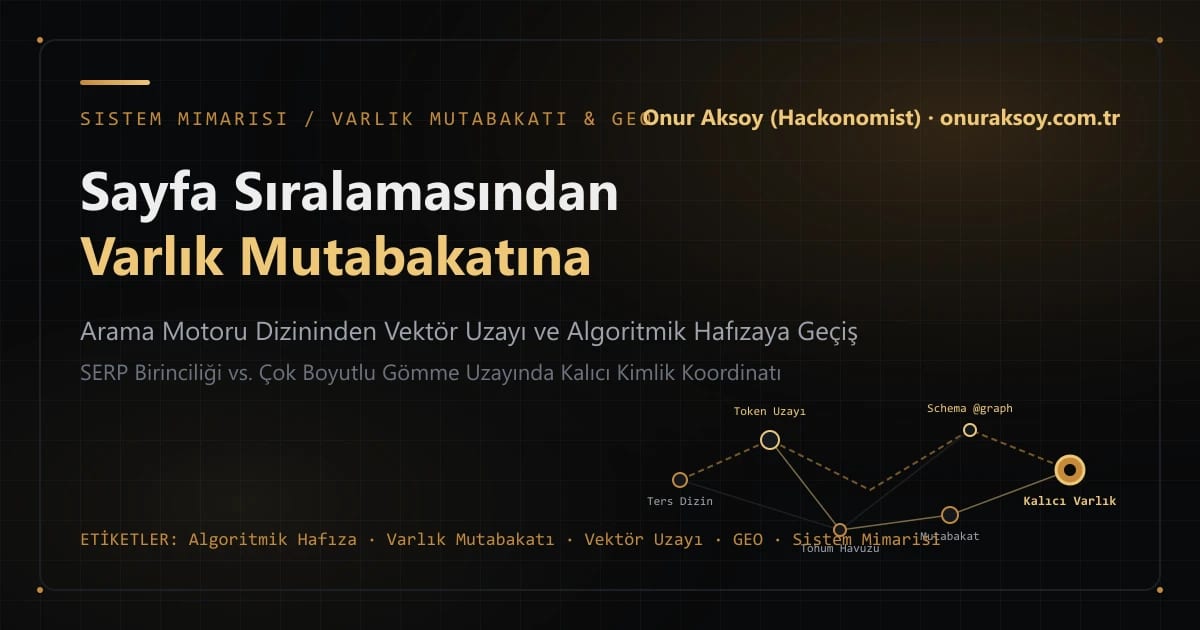 SISTEM MIMARISI / VARLIK MUTABAKATI & GEO
Onur Aksoy (Hackonomist) · onuraksoy.com.tr
Sayfa Sıralamasından
Varlık Mutabakatına
Arama Motoru Dizininden Vektör Uzayı ve Algoritmik Hafızaya Geçiş
SERP Birinciliği vs. Çok Boyutlu Gömme Uzayında Kalıcı Kimlik Koordinatı
Token Uzayı
Schema @graph
Ters Dizin
Kalıcı Varlık
ETİKETLER: Algoritmik Hafıza · Varlık Mutabakatı · Vektör Uzayı · GEO · Sistem Mimarisi
Mutabakat
Tohum Havuzu